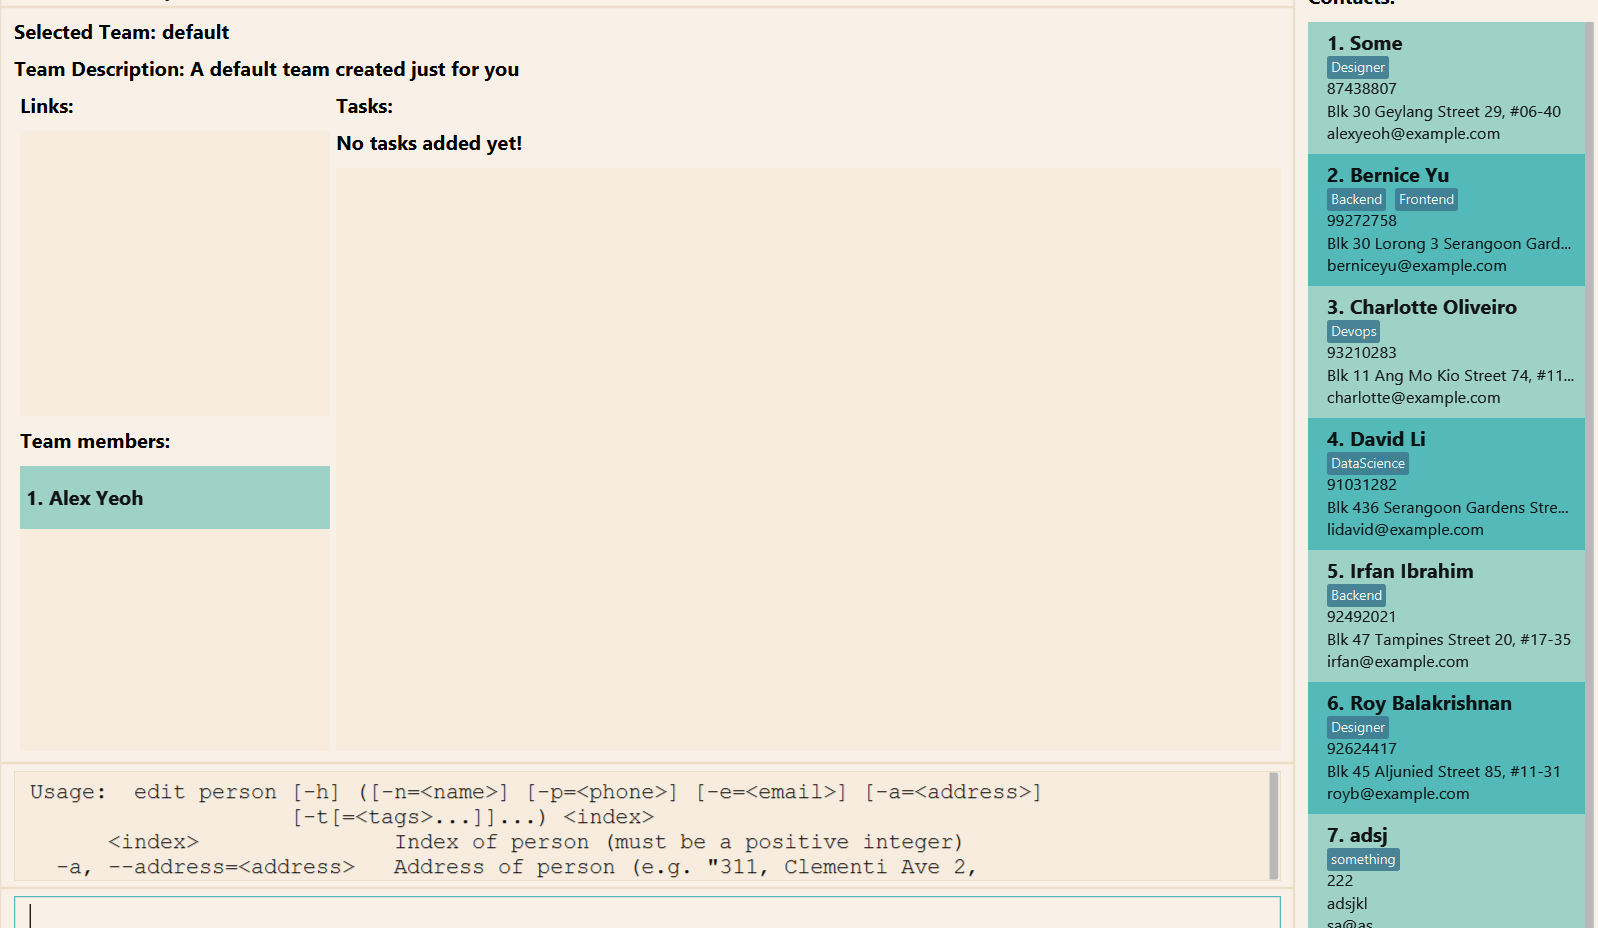 Selected Team: default
Team Description: A default team created just for you
Links:
Tasks:
No tasks added yet!
Team members:
1. Alex Yeoh
Usage:  edit person [-h] ([-n=<name>] [-p=<phone>] [-e=<email>] [-a=<address>]
[-t[=<tags>...]]...) <index>
<index>               Index of person (must be a positive integer)
-a, --address=<address>   Address of person (e.g. "311, Clementi Ave 2,
Contacts:
1. Some
Designer
87438807
Blk 30 Geylang Street 29, #06-40
alexyeoh@example.com
2. Bernice Yu
Backend Frontend
99272758
Blk 30 Lorong 3 Serangoon Gard...
berniceyu@example.com
3. Charlotte Oliveiro
Devops
93210283
Blk 11 Ang Mo Kio Street 74, #11...
charlotte@example.com
4. David Li
DataScience
91031282
Blk 436 Serangoon Gardens Stre...
lidavid@example.com
5. Irfan Ibrahim
Backend
92492021
Blk 47 Tampines Street 20, #17-35
irfan@example.com
6. Roy Balakrishnan
Designer
92624417
Blk 45 Aljunied Street 85, #11-31
royb@example.com
7. adsj
something
222
adsjkl
sa@as